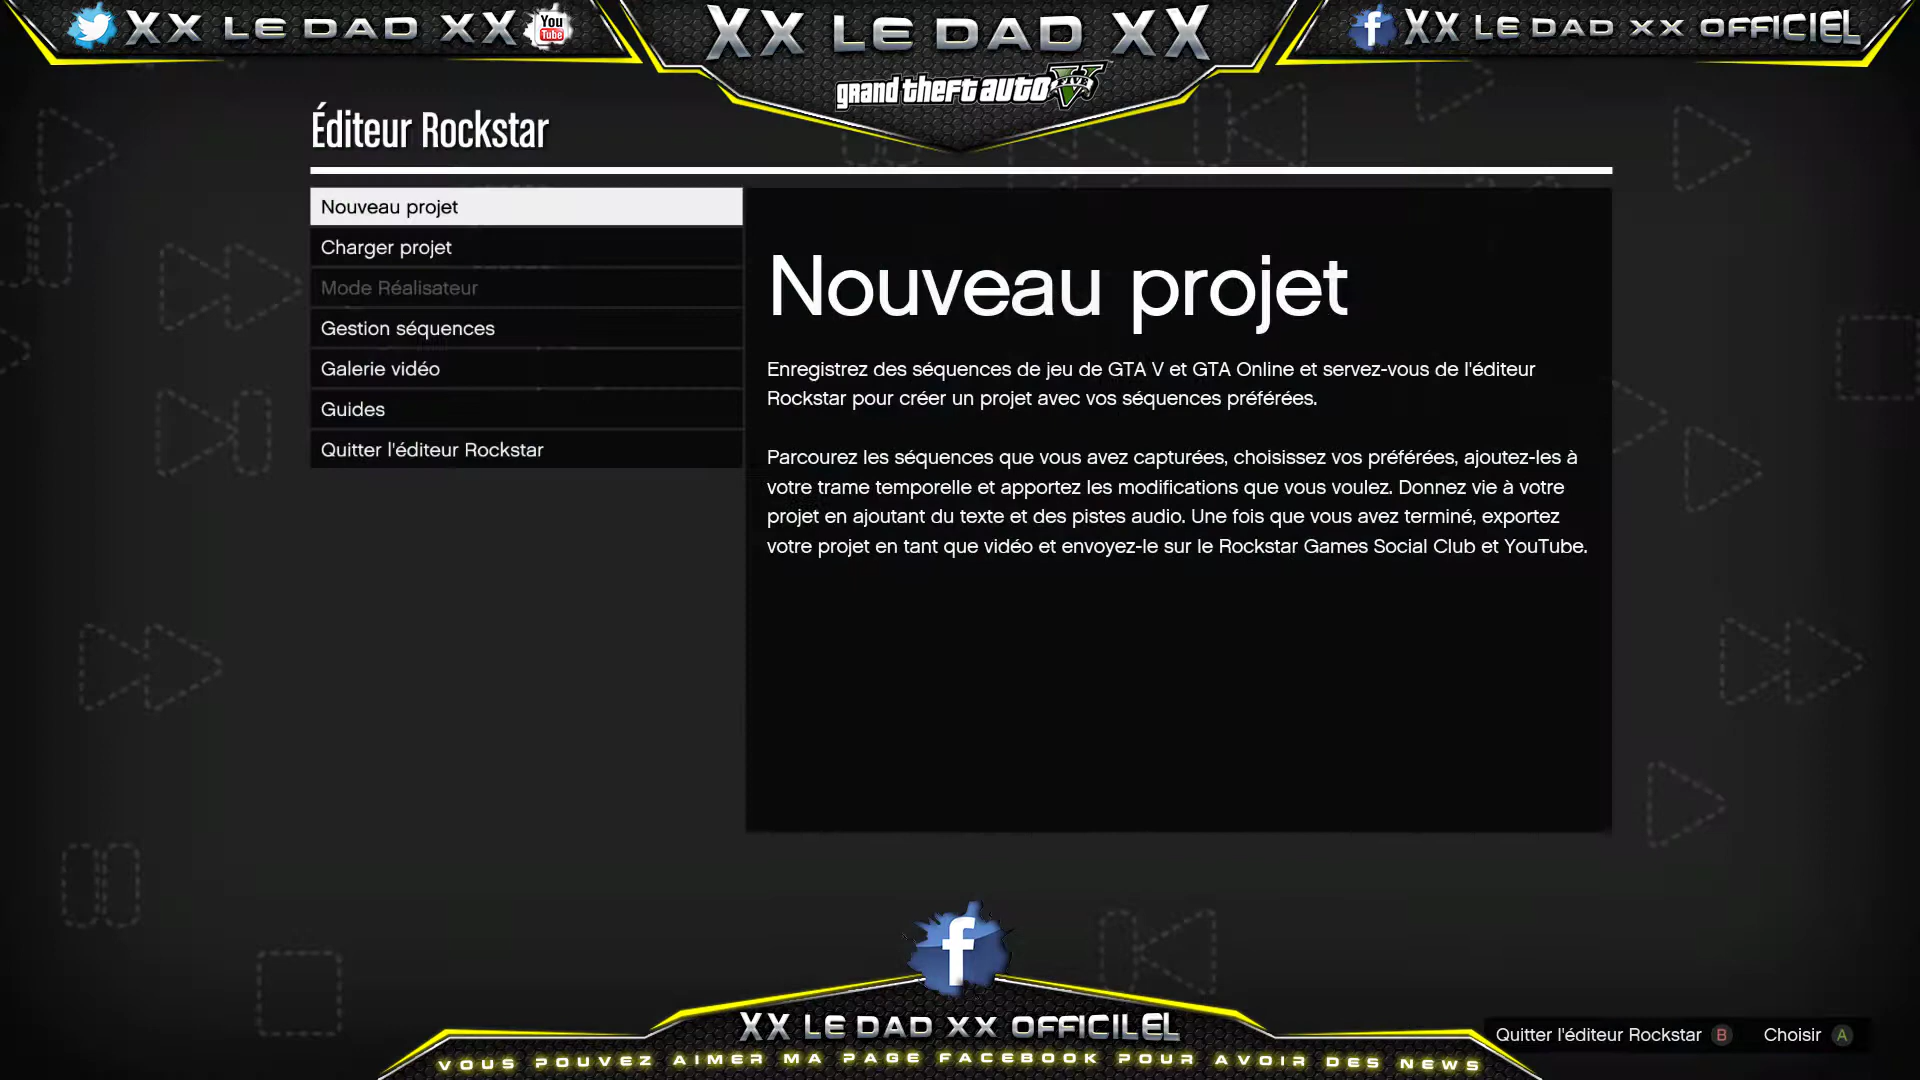 XX LE DAD XX
You
Tube
XX LE DAD XX
grand theft auto V
FIVE
f XX LE DAD XX OFFICIEL
Éditeur Rockstar
Nouveau projet
Charger projet
Mode Réalisateur
Gestion séquences
Galerie vidéo
Guides
Quitter l'éditeur Rockstar
Nouveau projet
Enregistrez des séquences de jeu de GTA V et GTA Online et servez-vous de l'éditeur
Rockstar pour créer un projet avec vos séquences préférées.
Parcourez les séquences que vous avez capturées, choisissez vos préférées, ajoutez-les à
votre trame temporelle et apportez les modifications que vous voulez. Donnez vie à votre
projet en ajoutant du texte et des pistes audio. Une fois que vous avez terminé, exportez
votre projet en tant que vidéo et envoyez-le sur le Rockstar Games Social Club et YouTube.
f
XX LE DAD XX OFFICILEL
VOUS POUVEZ AIMER MA PAGE FACEBOOK POUR AVOIR DES NEWS
Quitter l'éditeur Rockstar B Choisir A